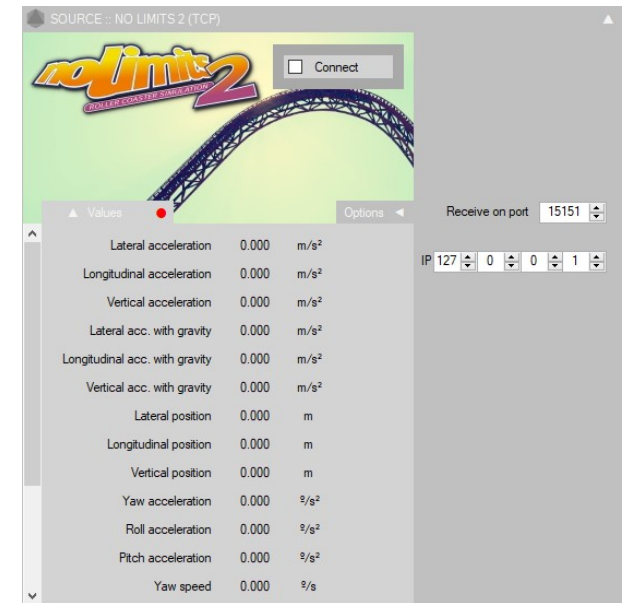 SOURCE :: NO LIMITS 2 (TCP)
noLimits 2
ROLLER COASTER SIMULATION
Connect
Values
Options
Receive on port 15151
IP 127 0 0 1
Lateral acceleration 0.000 m/s²
Longitudinal acceleration 0.000 m/s²
Vertical acceleration 0.000 m/s²
Lateral acc. with gravity 0.000 m/s²
Longitudinal acc. with gravity 0.000 m/s²
Vertical acc. with gravity 0.000 m/s²
Lateral position 0.000 m
Longitudinal position 0.000 m
Vertical position 0.000 m
Yaw acceleration 0.000 º/s²
Roll acceleration 0.000 º/s²
Pitch acceleration 0.000 º/s²
Yaw speed 0.000 º/s